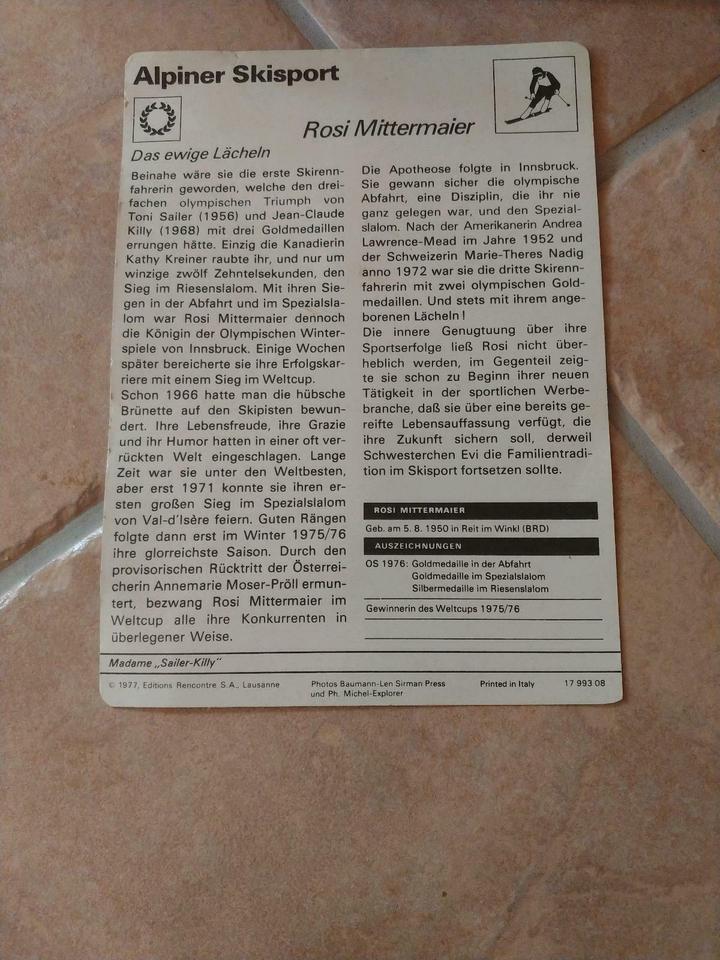 Alpiner Skisport
Rosi Mittermaier
Das ewige Lächeln
Beinahe wäre sie die erste Skirenn-
fahrerin geworden, welche den drei-
fachen olympischen Triumph von
Toni Sailer (1956) und Jean-Claude
Killy (1968) mit drei Goldmedaillen
errungen hätte. Einzig die Kanadierin
Kathy Kreiner raubte ihr, und nur um
winzige zwölf Zehntelsekunden, den
Sieg im Riesenslalom. Mit ihren Sie-
gen in der Abfahrt und im Spezialsla-
lom war Rosi Mittermaier dennoch
die Königin der Olympischen Winter-
spiele von Innsbruck. Einige Wochen
später bereicherte sie ihre Erfolgskar-
riere mit einem Sieg im Weltcup.
Schon 1966 hatte man die hübsche
Brünette auf den Skipisten bewun-
dert. Ihre Lebensfreude, ihre Grazie
und ihr Humor hatten in einer oft ver-
rückten Welt eingeschlagen. Lange
Zeit war sie unter den Weltbesten,
aber erst 1971 konnte sie ihren er-
sten großen Sieg im Spezialslalom
von Val-d'Isère feiern. Guten Rängen
folgte dann erst im Winter 1975/76
ihre glorreichste Saison. Durch den
provisorischen Rücktritt der Österrei-
cherin Annemarie Moser-Pröll ermun-
tert, bezwang Rosi Mittermaier im
Weltcup alle ihre Konkurrenten in
überlegener Weise.
Die Apotheose folgte in Innsbruck.
Sie gewann sicher die olympische
Abfahrt, eine Disziplin, die ihr nie
ganz gelegen war, und den Spezial-
slalom. Nach der Amerikanerin Andrea
Lawrence-Mead im Jahre 1952 und
der Schweizerin Marie-Theres Nadig
anno 1972 war sie die dritte Skirenn-
fahrerin mit zwei olympischen Gold-
medaillen. Und stets mit ihrem ange-
borenen Lächeln !
Die innere Genugtuung über ihre
Sportserfolge ließ Rosi nicht über-
heblich werden, im Gegenteil zeig-
te sie schon zu Beginn ihrer neuen
Tätigkeit in der sportlichen Werbe-
branche, daß sie über eine bereits ge-
reifte Lebensauffassung verfügt, die
ihre Zukunft sichern soll, derweil
Schwesterchen Evi die Familientradi-
tion im Skisport fortsetzen sollte.
ROSI MITTERMAIER
Geb. am 5. 8. 1950 in Reit im Winkl (BRD)
AUSZEICHNUNGEN
OS 1976: Goldmedaille in der Abfahrt
Goldmedaille im Spezialslalom
Silbermedaille im Riesenslalom
Gewinnerin des Weltcups 1975/76
Madame „Sailer-Killy"
© 1977, Editions Rencontre S.A., Lausanne
Photos Baumann-Len Sirman Press
und Ph. Michel-Explorer
Printed in Italy
17 993 08